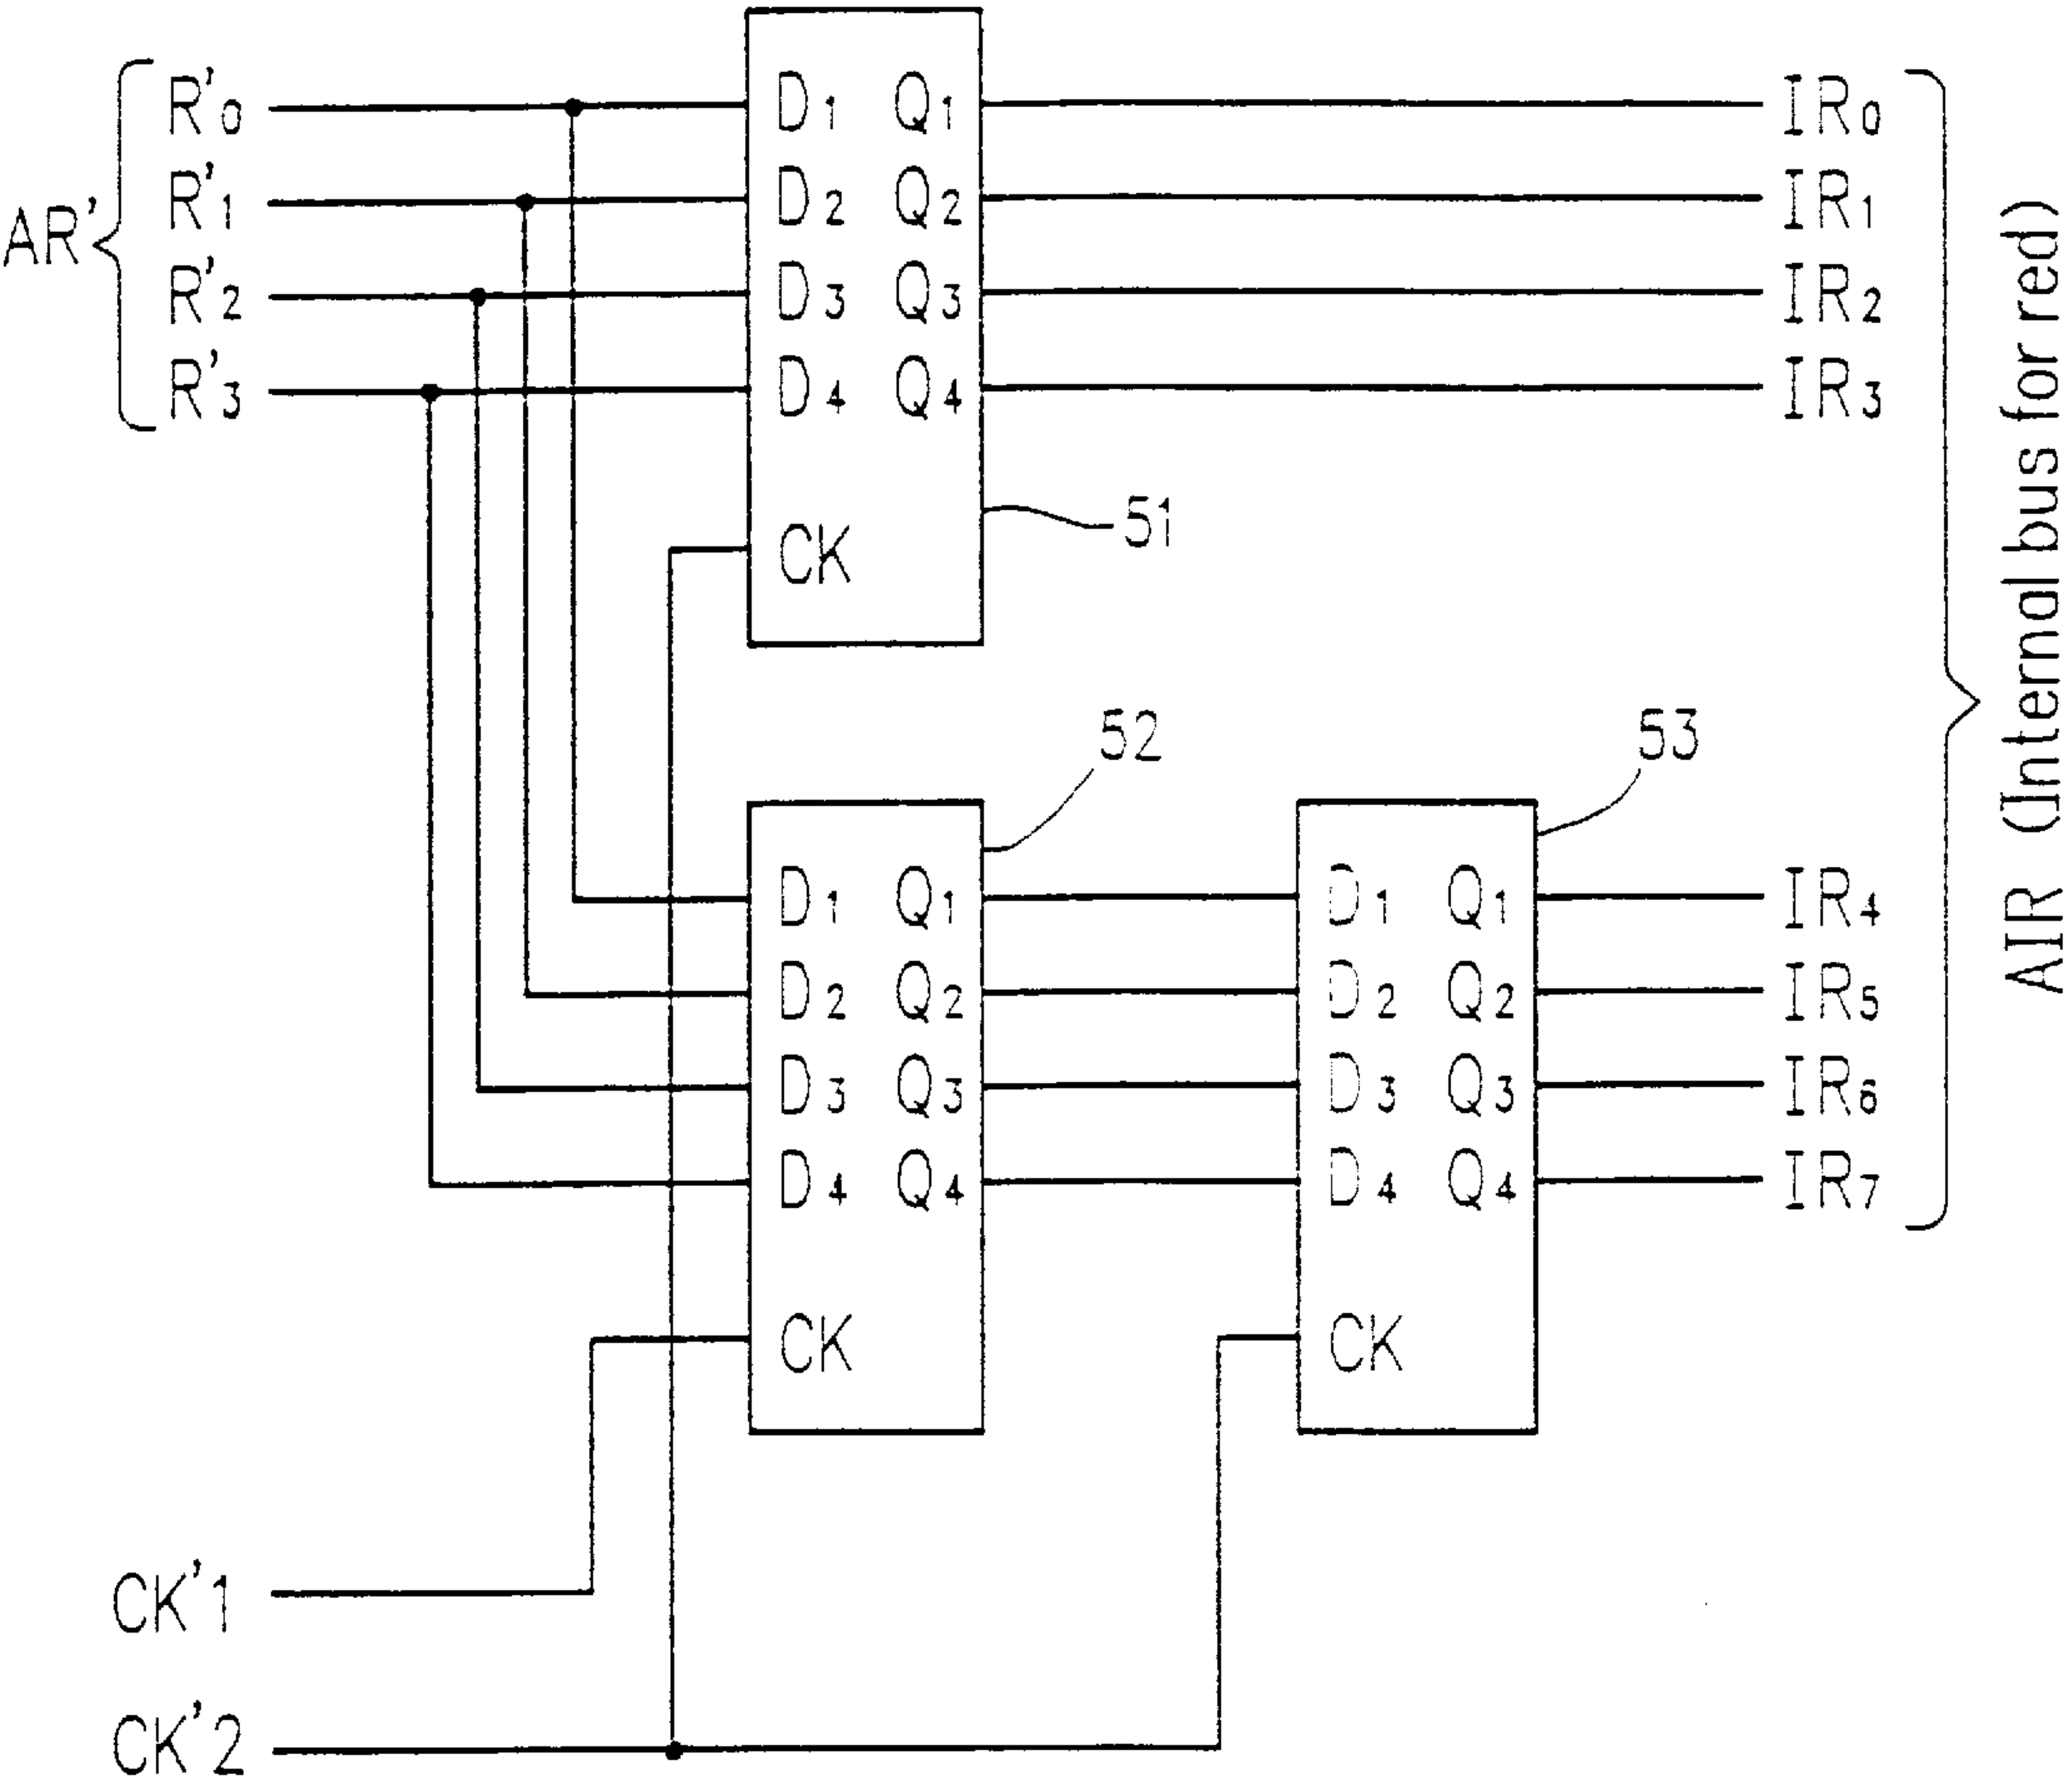 AR'
R'0
R'1
R'2
R'3
D1 Q1
D2 Q2
D3 Q3
D4 Q4
CK
51
IR0
IR1
IR2
IR3
52
D1 Q1
D2 Q2
D3 Q3
D4 Q4
CK
53
D1 Q1
D2 Q2
D3 Q3
D4 Q4
CK
IR4
IR5
IR6
IR7
AIR (Internal bus for red)
CK'1
CK'2